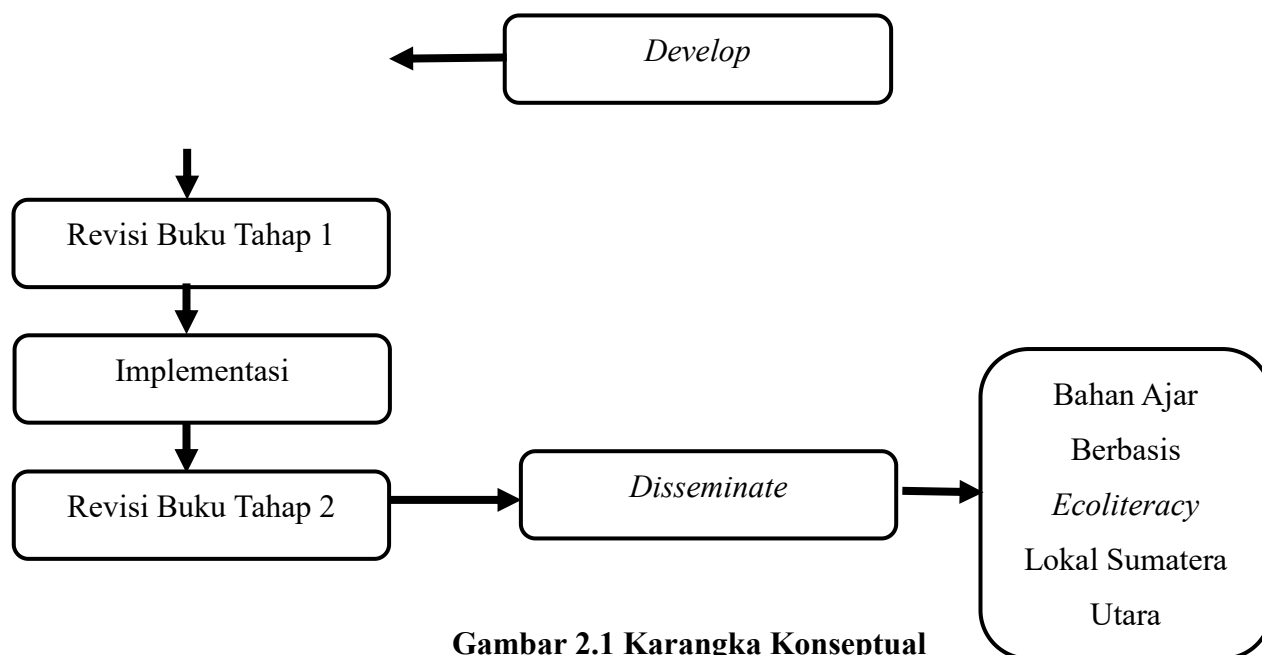 Develop
Revisi Buku Tahap 1
Implementasi
Revisi Buku Tahap 2
Disseminate
Bahan Ajar
Berbasis
Ecoliteracy
Lokal Sumatera
Utara
Gambar 2.1 Karangka Konseptual